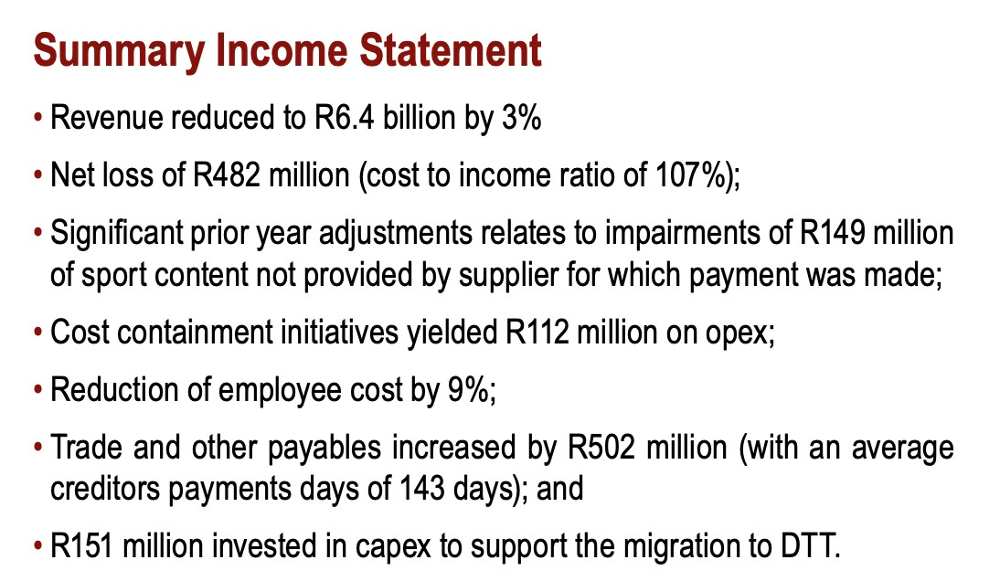 Summary Income Statement
• Revenue reduced to R6.4 billion by 3%
• Net loss of R482 million (cost to income ratio of 107%);
• Significant prior year adjustments relates to impairments of R149 million
of sport content not provided by supplier for which payment was made;
• Cost containment initiatives yielded R112 million on opex;
• Reduction of employee cost by 9%;
• Trade and other payables increased by R502 million (with an average
creditors payments days of 143 days); and
• R151 million invested in capex to support the migration to DTT.